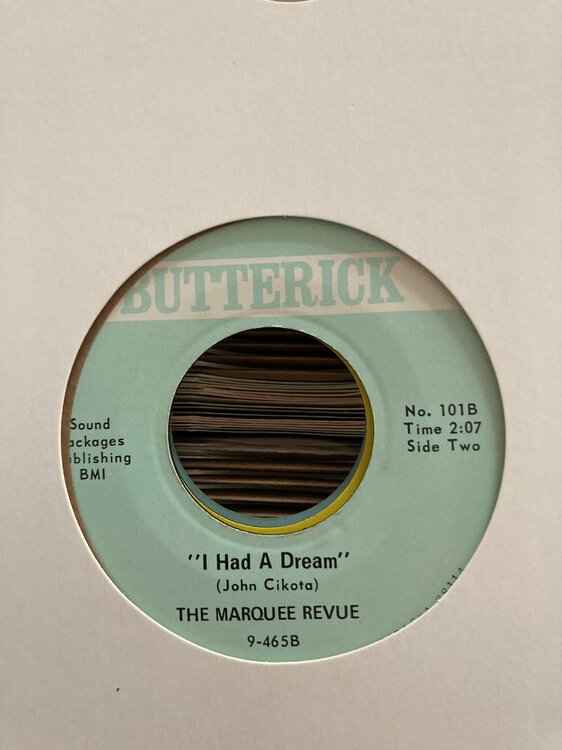 BUTTERICK
Sound
ackages
blishing
BMI
No. 101B
Time 2:07
Side Two
"I Had A Dream"
(John Cikota)
THE MARQUEE REVUE
9-465B